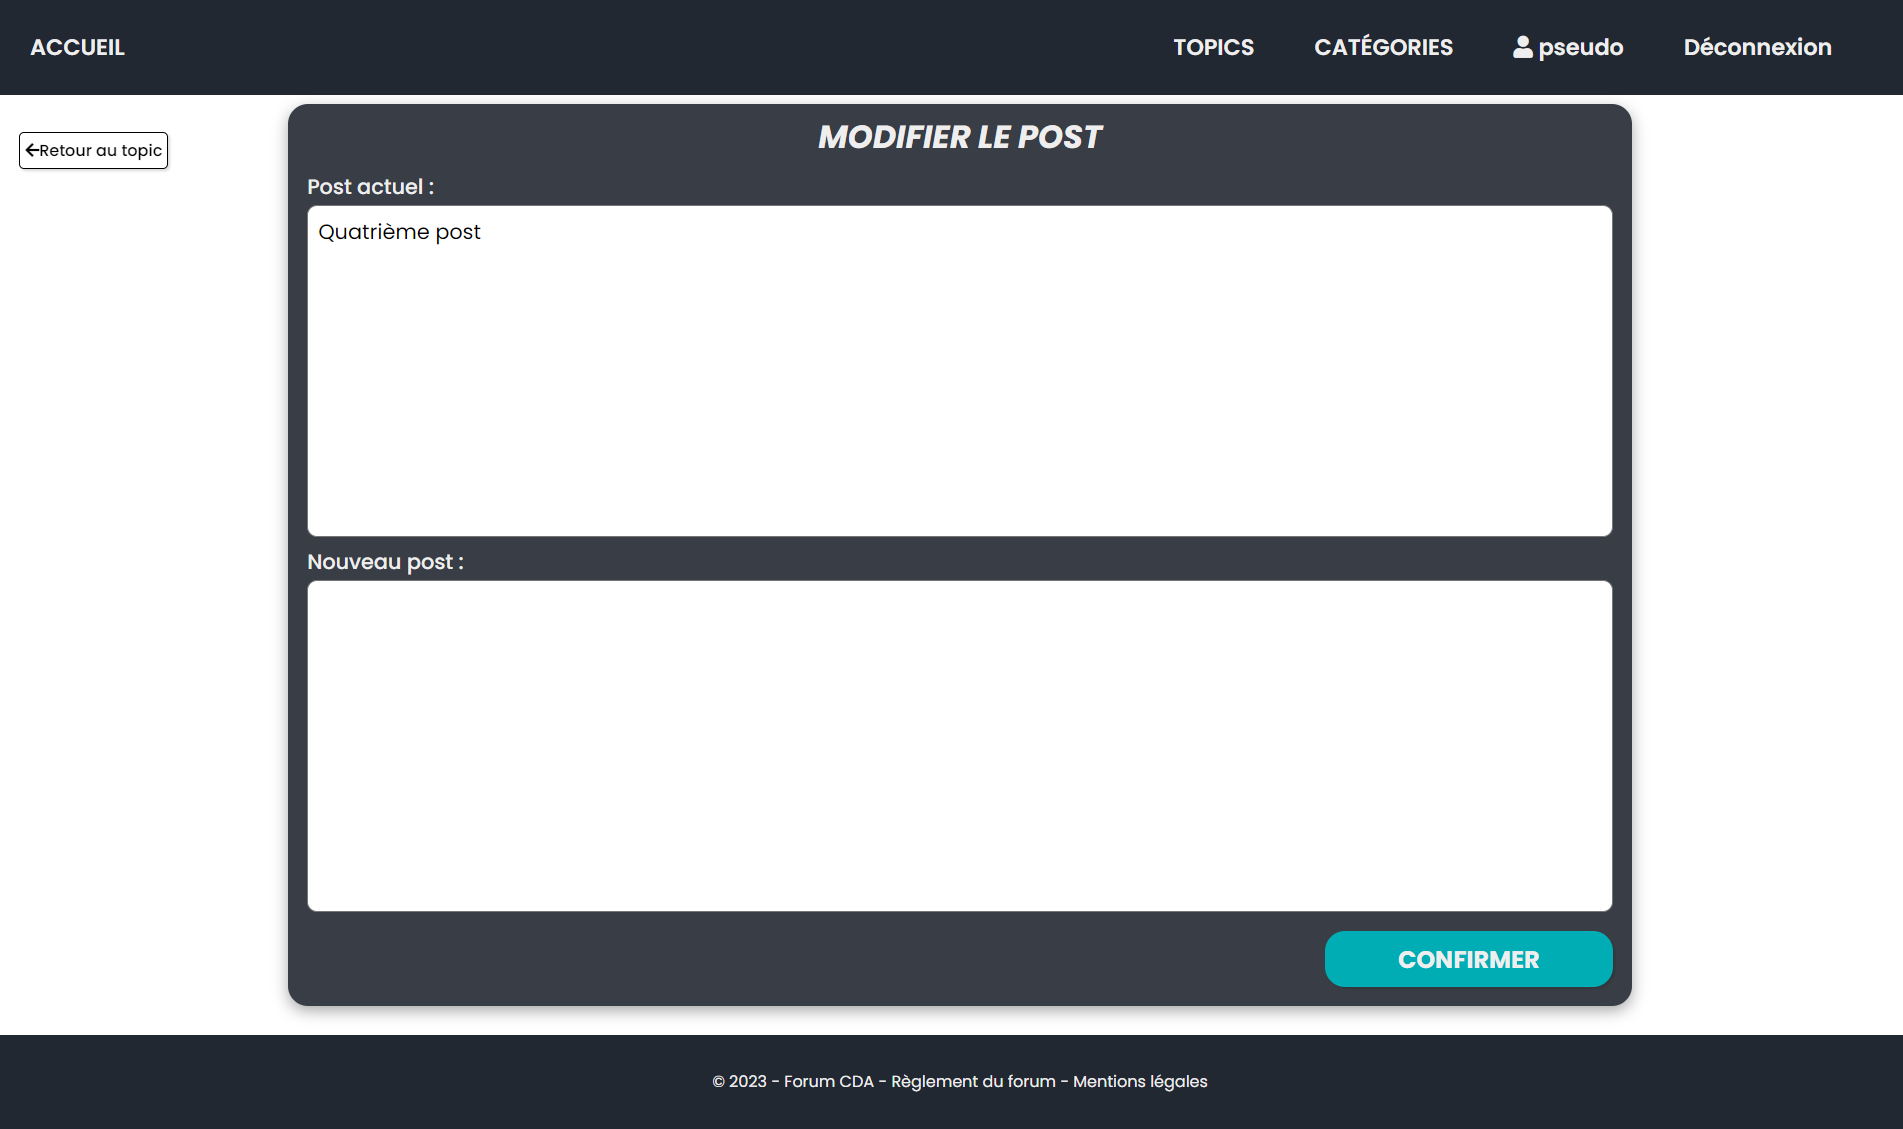 ACCUEIL TOPICS CATÉGORIES pseudo Déconnexion
Retour au topic
MODIFIER LE POST
Post actuel :
Quatrième post
Nouveau post :
CONFIRMER
© 2023 - Forum CDA - Règlement du forum - Mentions légales